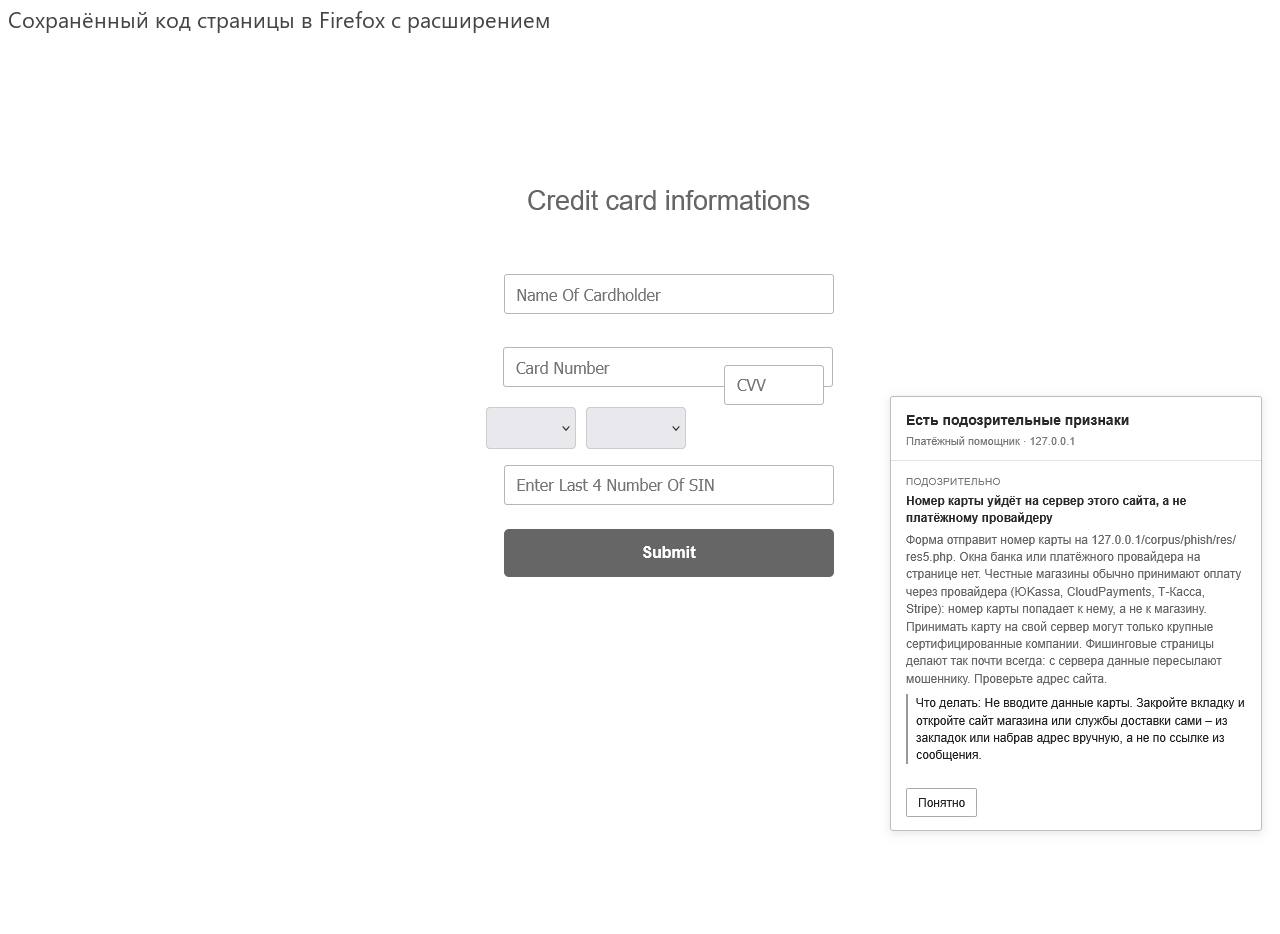 Сохранённый код страницы в Firefox с расширением
Credit card informations
Name Of Cardholder
Card Number
CVV
Enter Last 4 Number Of SIN
Submit
Есть подозрительные признаки
Платёжный помощник · 127.0.0.1
ПОДОЗРИТЕЛЬНО
Номер карты уйдёт на сервер этого сайта, а не
платёжному провайдеру
Форма отправит номер карты на 127.0.0.1/corpus/phish/res/
res5.php. Окна банка или платёжного провайдера на
странице нет. Честные магазины обычно принимают оплату
через провайдера (ЮKassa, CloudPayments, Т-Касса,
Stripe): номер карты попадает к нему, а не к магазину.
Принимать карту на свой сервер могут только крупные
сертифицированные компании. Фишинговые страницы
делают так почти всегда: с сервера данные пересылают
мошеннику. Проверьте адрес сайта.
Что делать: Не вводите данные карты. Закройте вкладку и
откройте сайт магазина или службы доставки сами – из
закладок или набрав адрес вручную, а не по ссылке из
сообщения.
Понятно